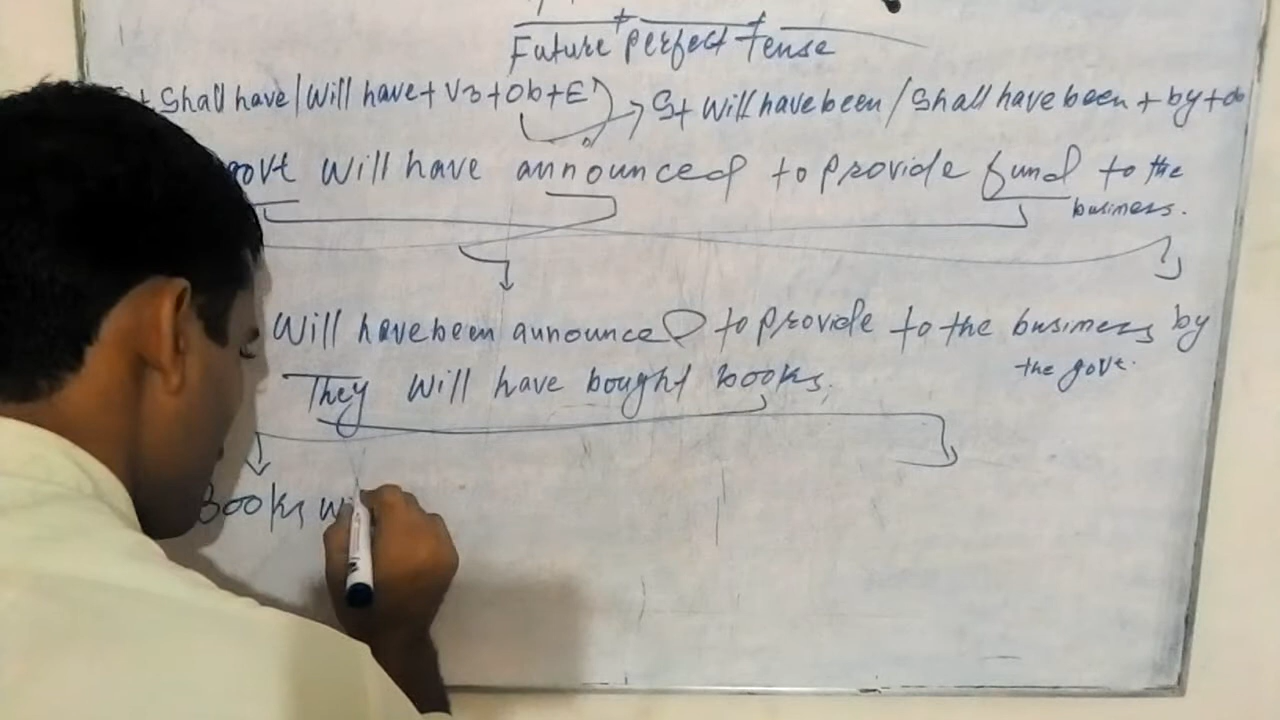 Future perfect tense
+ Shall have/Will have + V3 + Ob + E) → S + Will have been / Shall have been + by + do
govt will have announced to provide fund to the
business.
Will have been announced to provide to the business by
the govt.
They will have bought books.
Books wi